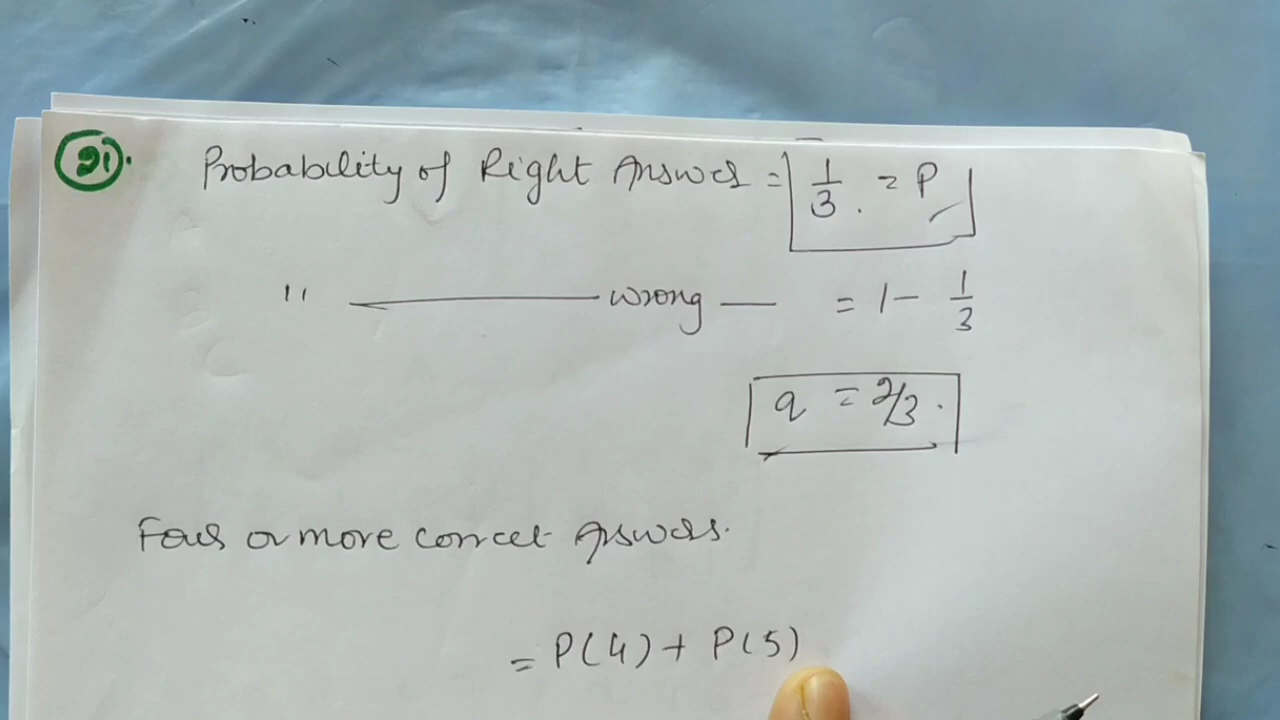 21.
Probability of Right Answer = 1/3. = P
" ——— wrong — = 1 - 1/3
q = 2/3.
Four or more correct Answers.
= P(4) + P(5)